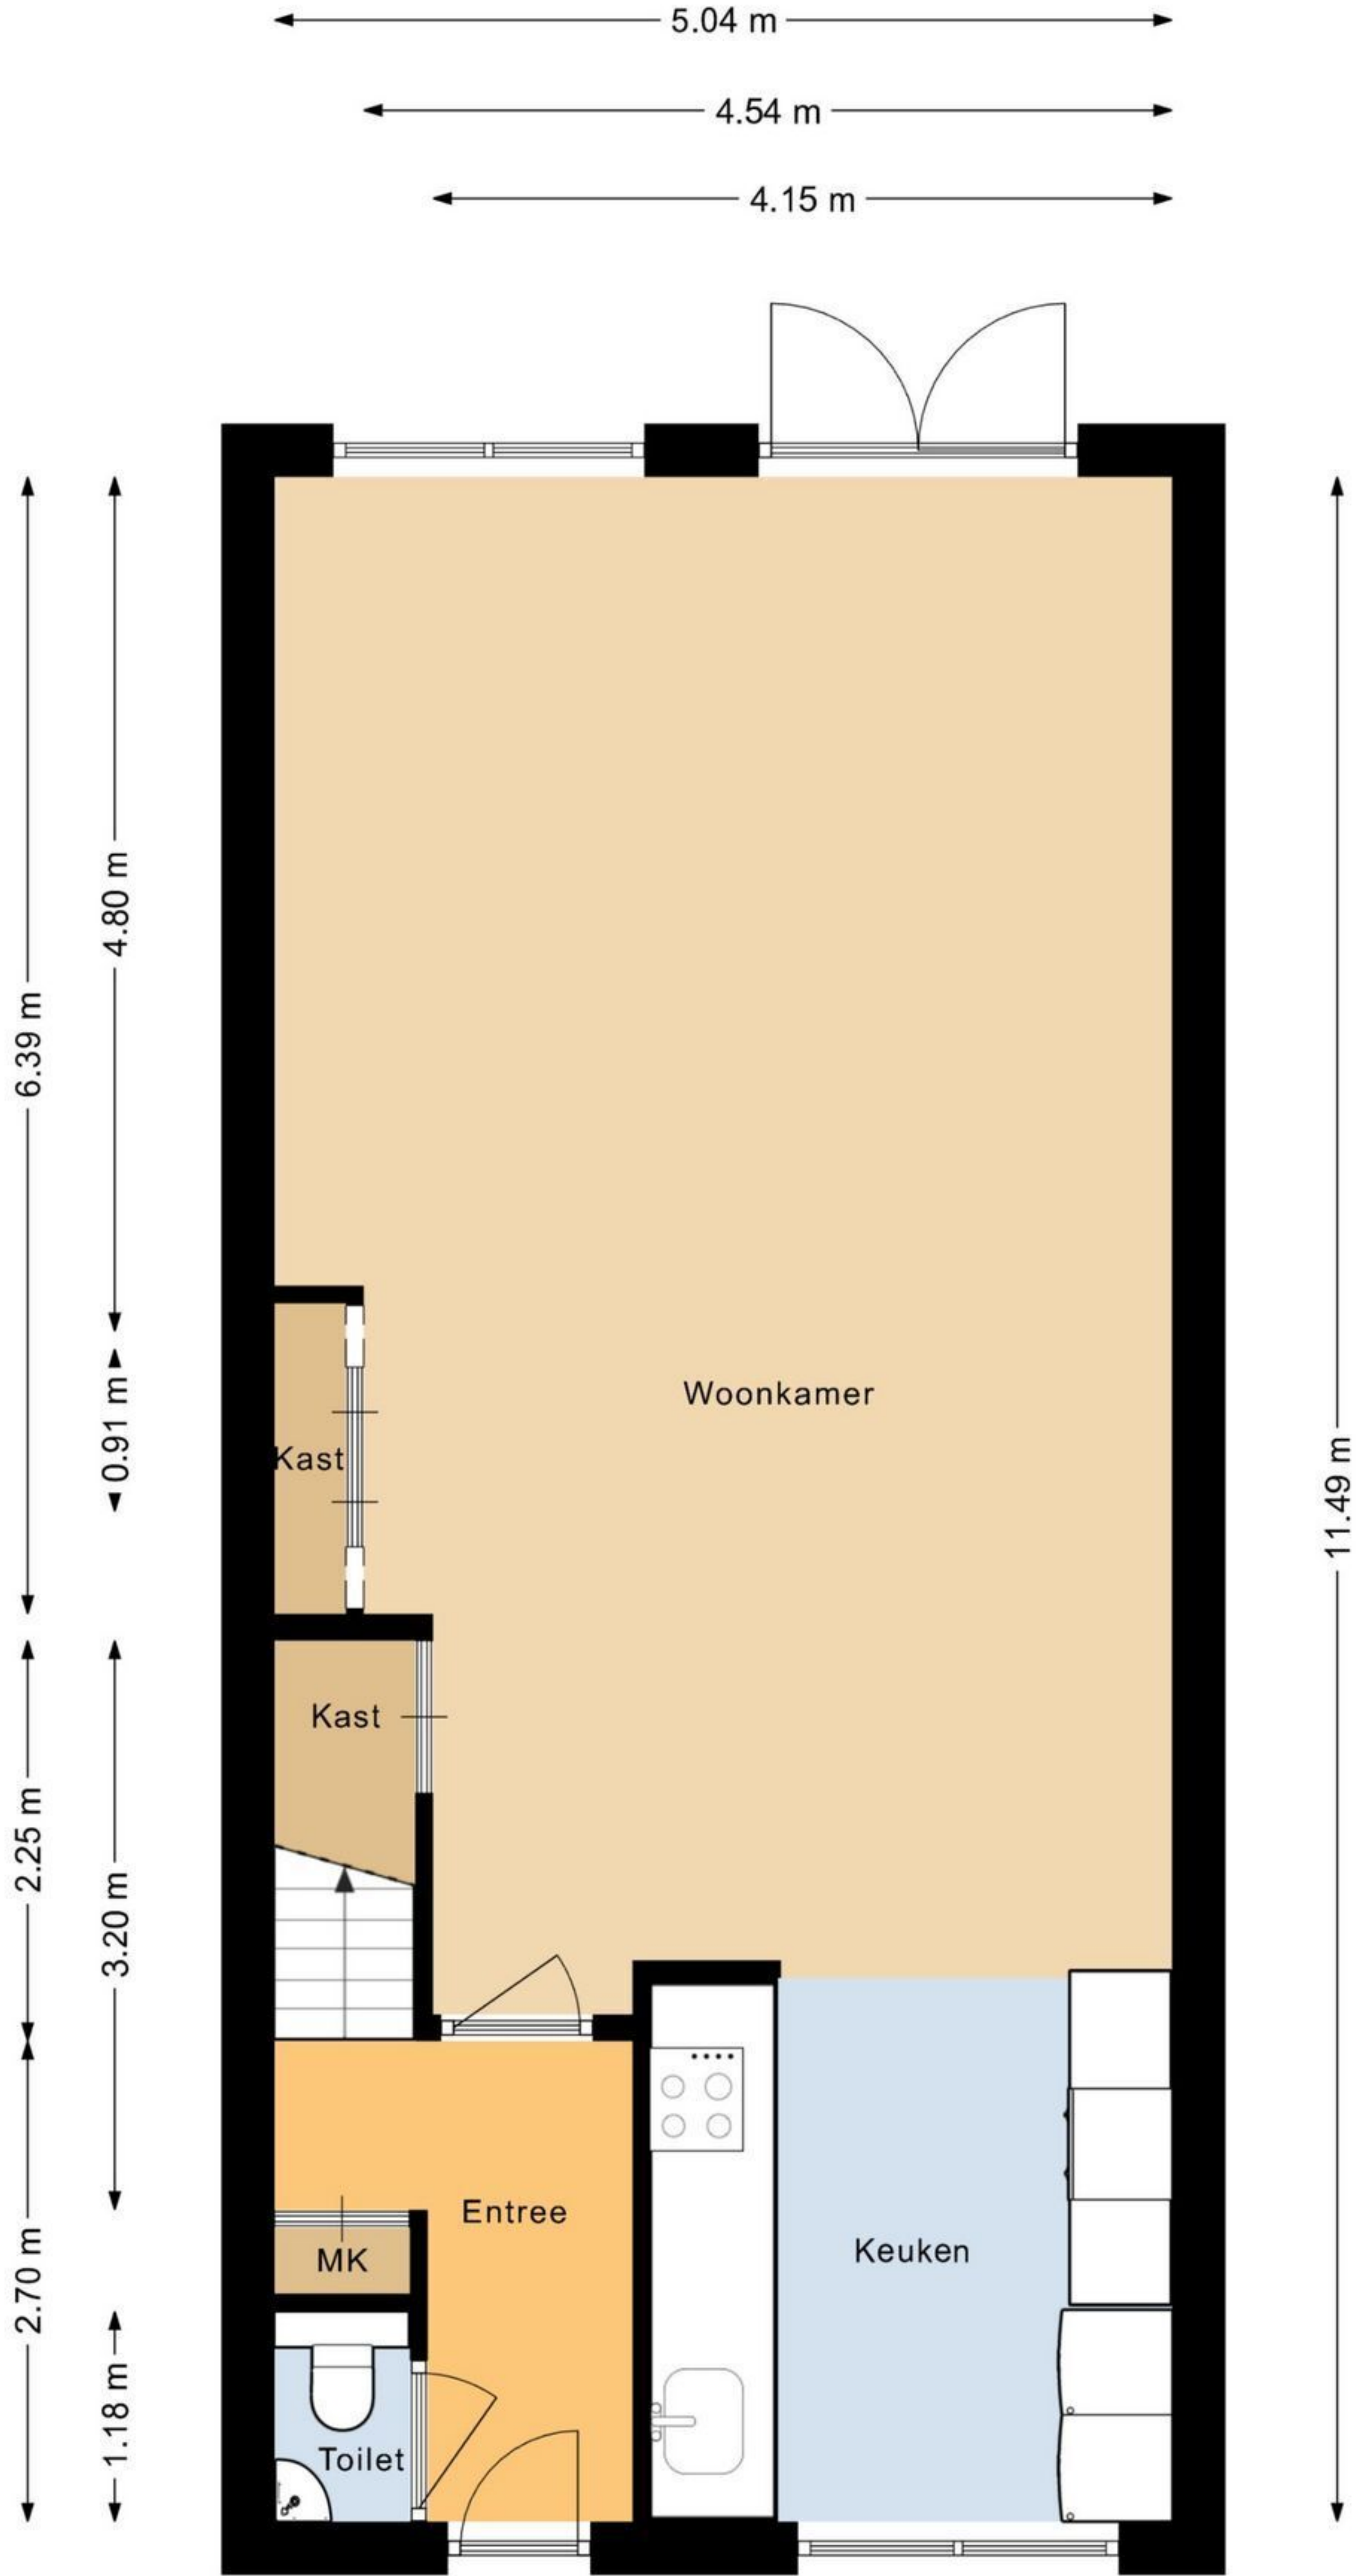 5.04 m
4.54 m
4.15 m
4.80 m
6.39 m
0.91 m
11.49 m
Woonkamer
Kast
Kast
2.25 m
3.20 m
Entree
Keuken
MK
2.70 m
1.18 m
Toilet